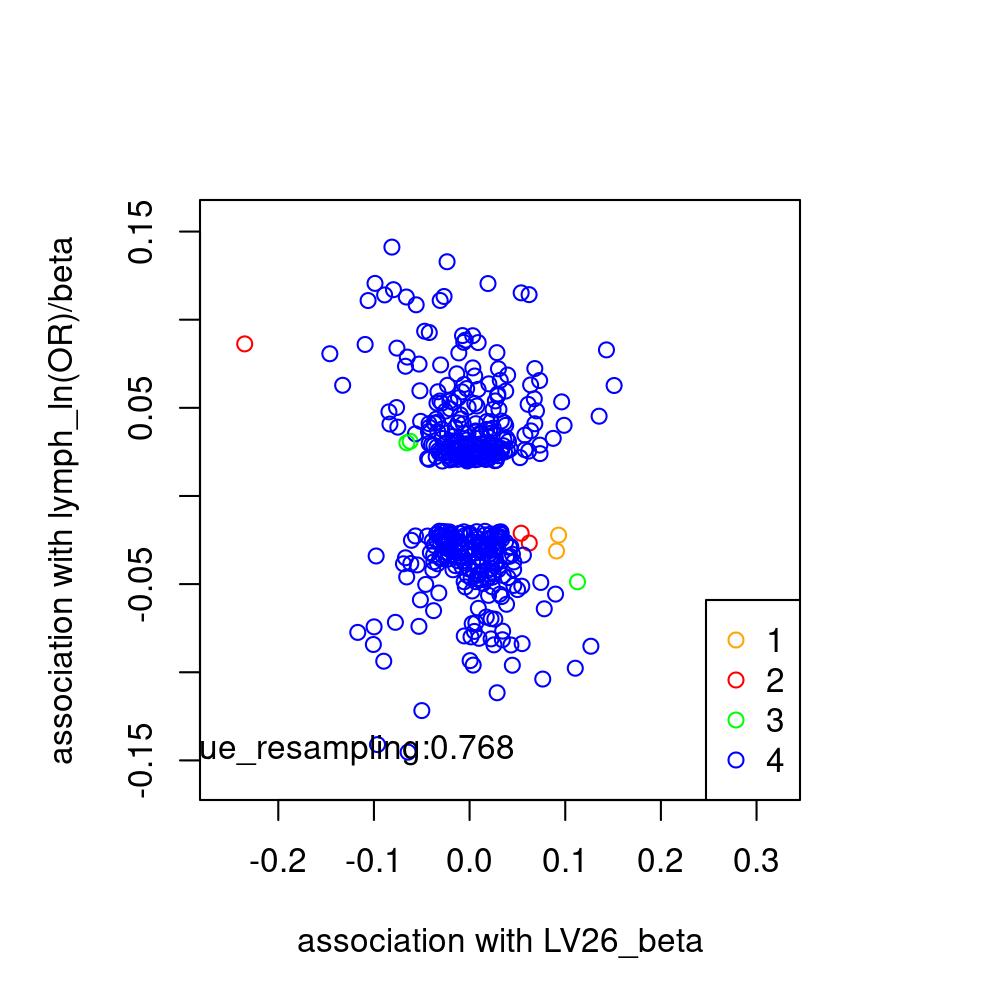 association with lymph_ln(OR)/beta
0.15
0.05
-0.05
-0.15
ue_resampling:0.768
1
2
3
4
-0.2 -0.1 0.0 0.1 0.2 0.3
association with LV26_beta